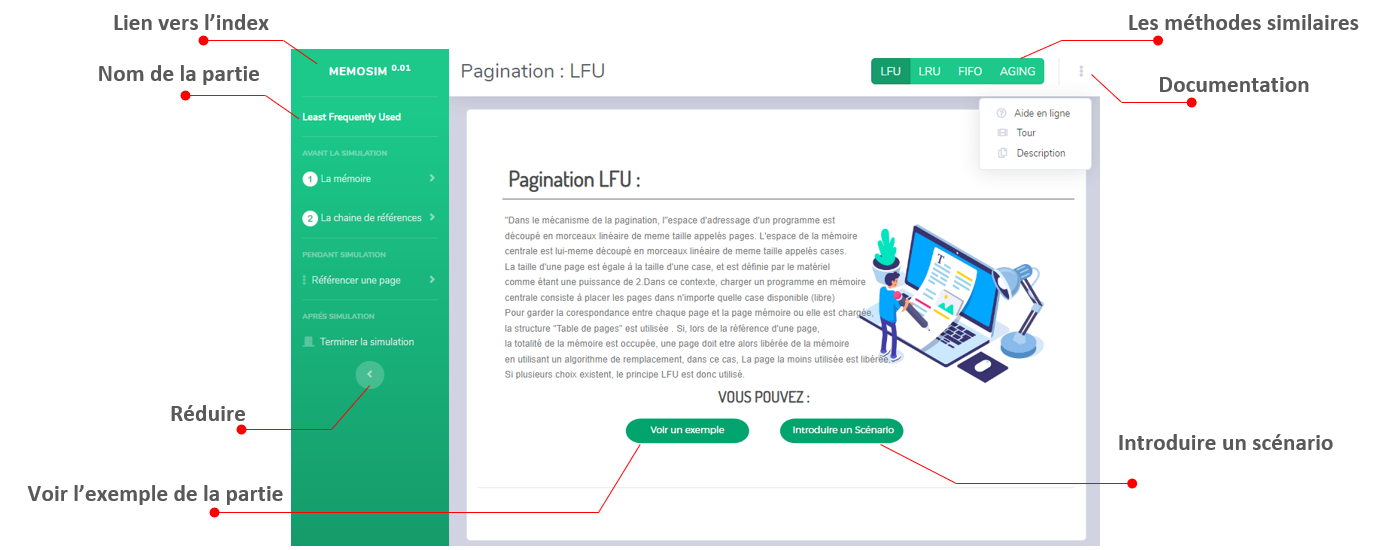 Lien vers l'index
Les méthodes similaires
Nom de la partie
Documentation
MEMOSIM 0.01
Pagination : LFU
LFU LRU FIFO AGING
Least Frequently Used
Aide en ligne
Tour
Description
AVANT LA SIMULATION
1 La mémoire
2 La chaine de références
PENDANT SIMULATION
Référencer une page
APRÉS SIMULATION
Terminer la simulation
Pagination LFU :
"Dans le mécanisme de la pagination, l"espace d'adressage d'un programme est
découpé en morceaux linéaire de meme taille appelés pages. L'espace de la mémoire
centrale est lui-meme découpé en morceaux linéaire de meme taille appelés cases.
La taille d'une page est égale á la taille d'une case, et est définie par le matériel
comme étant une puissance de 2.Dans ce contexte, charger un programme en mémoire
centrale consiste á placer les pages dans n'importe quelle case disponible (libre)
Pour garder la corespondance entre chaque page et la page mémoire ou elle est chargée,
la structure "Table de pages" est utilisée . Si, lors de la référence d'une page,
la totalité de la mémoire est occupée, une page doit etre alors libérée de la mémoire
en utilisant un algorithme de remplacement, dans ce cas, La page la moins utilisée est libérée.
Si plusieurs choix existent, le principe LFU est donc utilisé.
T
VOUS POUVEZ :
Voir un exemple
Introduire un Scénario
Réduire
Introduire un scénario
Voir l'exemple de la partie